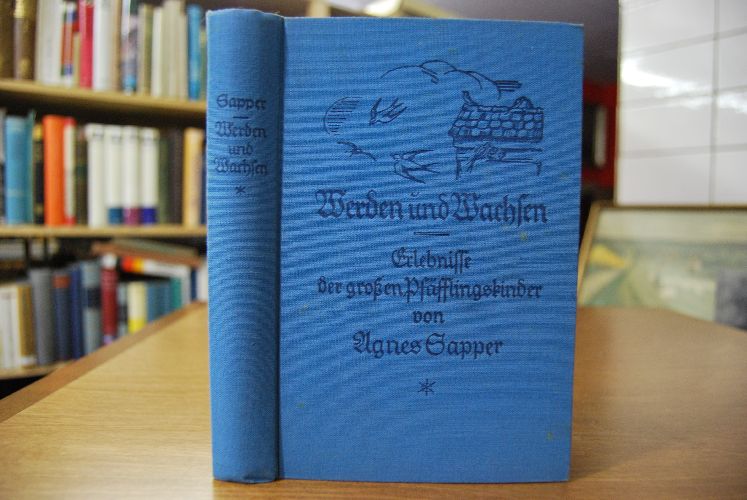 Sapper
Werden
und
Wachsen
Werden und Wachsen
Erlebnisse
der großen Pfäfflingskinder
von
Agnes Sapper